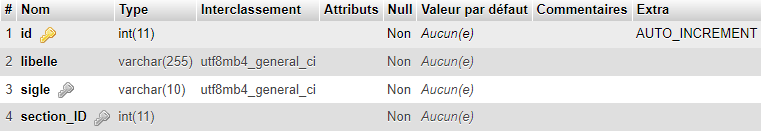 # Nom Type Interclassement Attributs Null Valeur par défaut Commentaires Extra
1 id int(11) Non Aucun(e) AUTO_INCREMENT
2 libelle varchar(255) utf8mb4_general_ci Non Aucun(e)
3 sigle varchar(10) utf8mb4_general_ci Non Aucun(e)
4 section_ID int(11) Non Aucun(e)